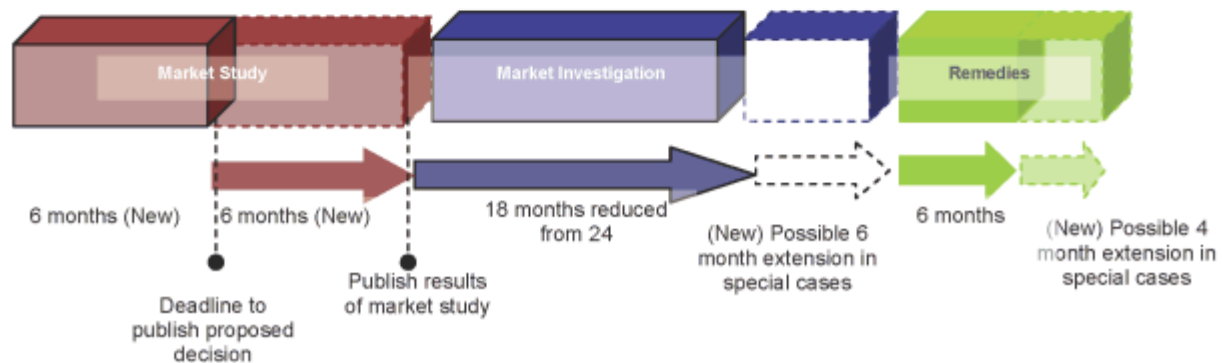 Market Study
Market Investigation
Remedies
6 months (New)
6 months (New)
18 months reduced
from 24
(New) Possible 6
month extension in
special cases
6 months
(New) Possible 4
month extension in
special cases
Deadline to
publish proposed
decision
Publish results
of market study